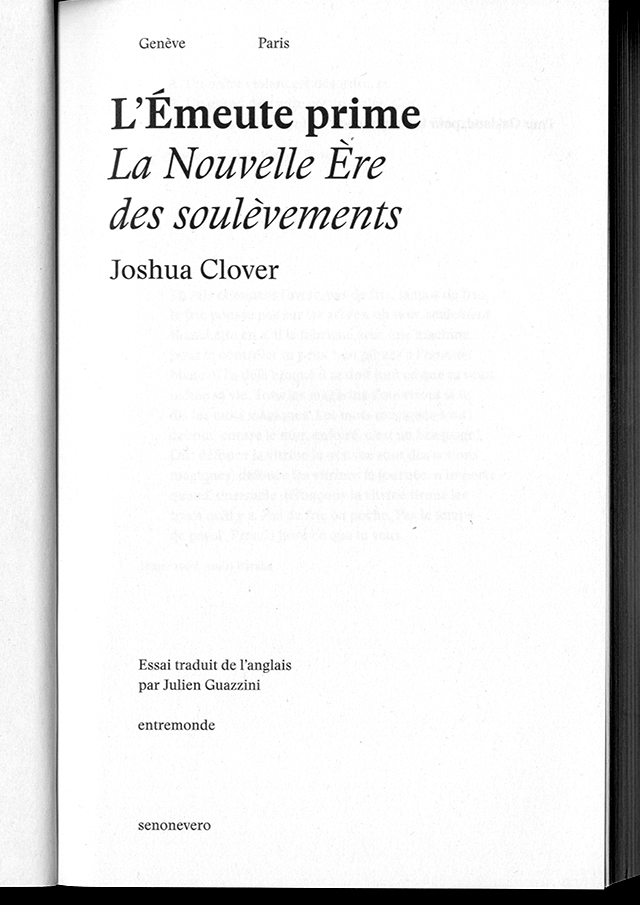 Genève Paris
L’Émeute prime
La Nouvelle Ère
des soulèvements
Joshua Clover
Essai traduit de l’anglais
par Julien Guazzini
entremonde
senonevero